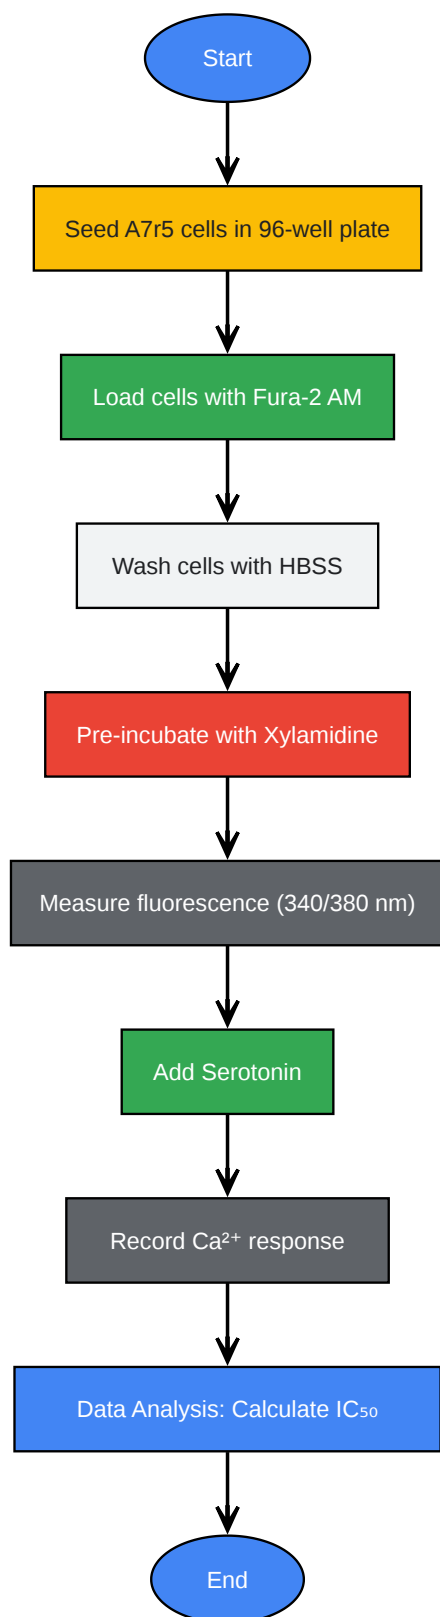 Start
Seed A7r5 cells in 96-well plate
Load cells with Fura-2 AM
Wash cells with HBSS
Pre-incubate with Xylamidine
Measure fluorescence (340/380 nm)
Add Serotonin
Record Ca²⁺ response
Data Analysis: Calculate IC₅₀
End